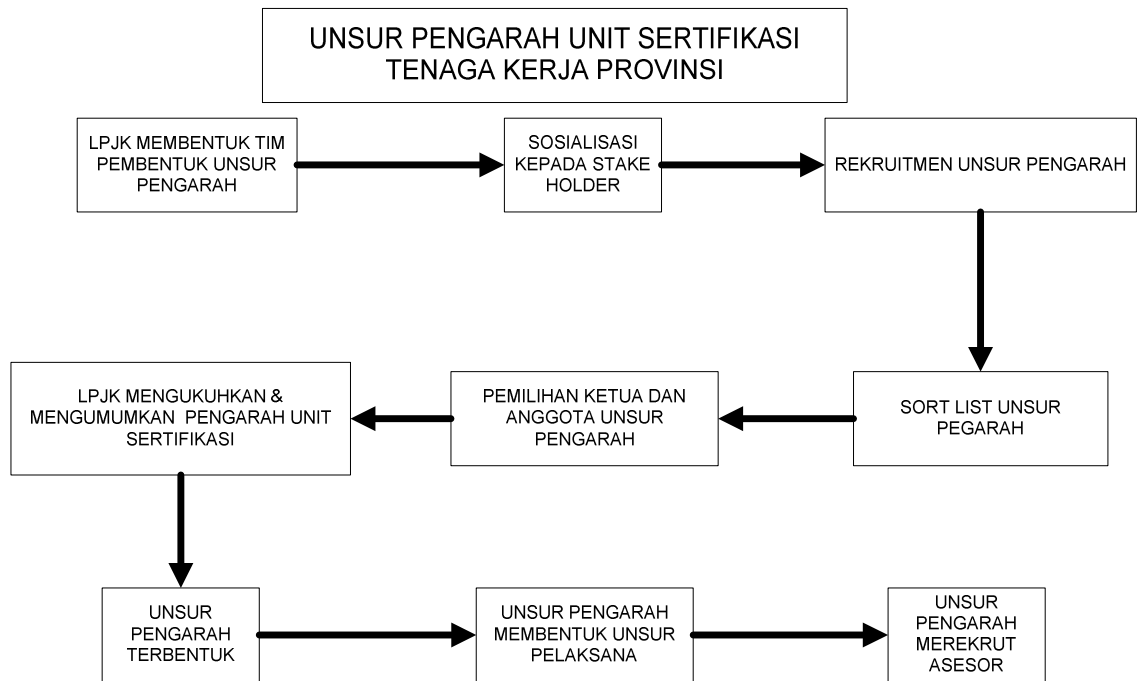 UNSUR PENGARAH UNIT SERTIFIKASI
TENAGA KERJA PROVINSI
LPJK MEMBENTUK TIM
PEMBENTUK UNSUR
PENGARAH
SOSIALISASI
KEPADA STAKE
HOLDER
REKRUITMEN UNSUR PENGARAH
SORT LIST UNSUR
PEGARAH
PEMILIHAN KETUA DAN
ANGGOTA UNSUR
PENGARAH
LPJK MENGUKUHKAN &
MENGUMUMKAN PENGARAH UNIT
SERTIFIKASI
UNSUR
PENGARAH
TERBENTUK
UNSUR PENGARAH
MEMBENTUK UNSUR
PELAKSANA
UNSUR
PENGARAH
MEREKRUT
ASESOR